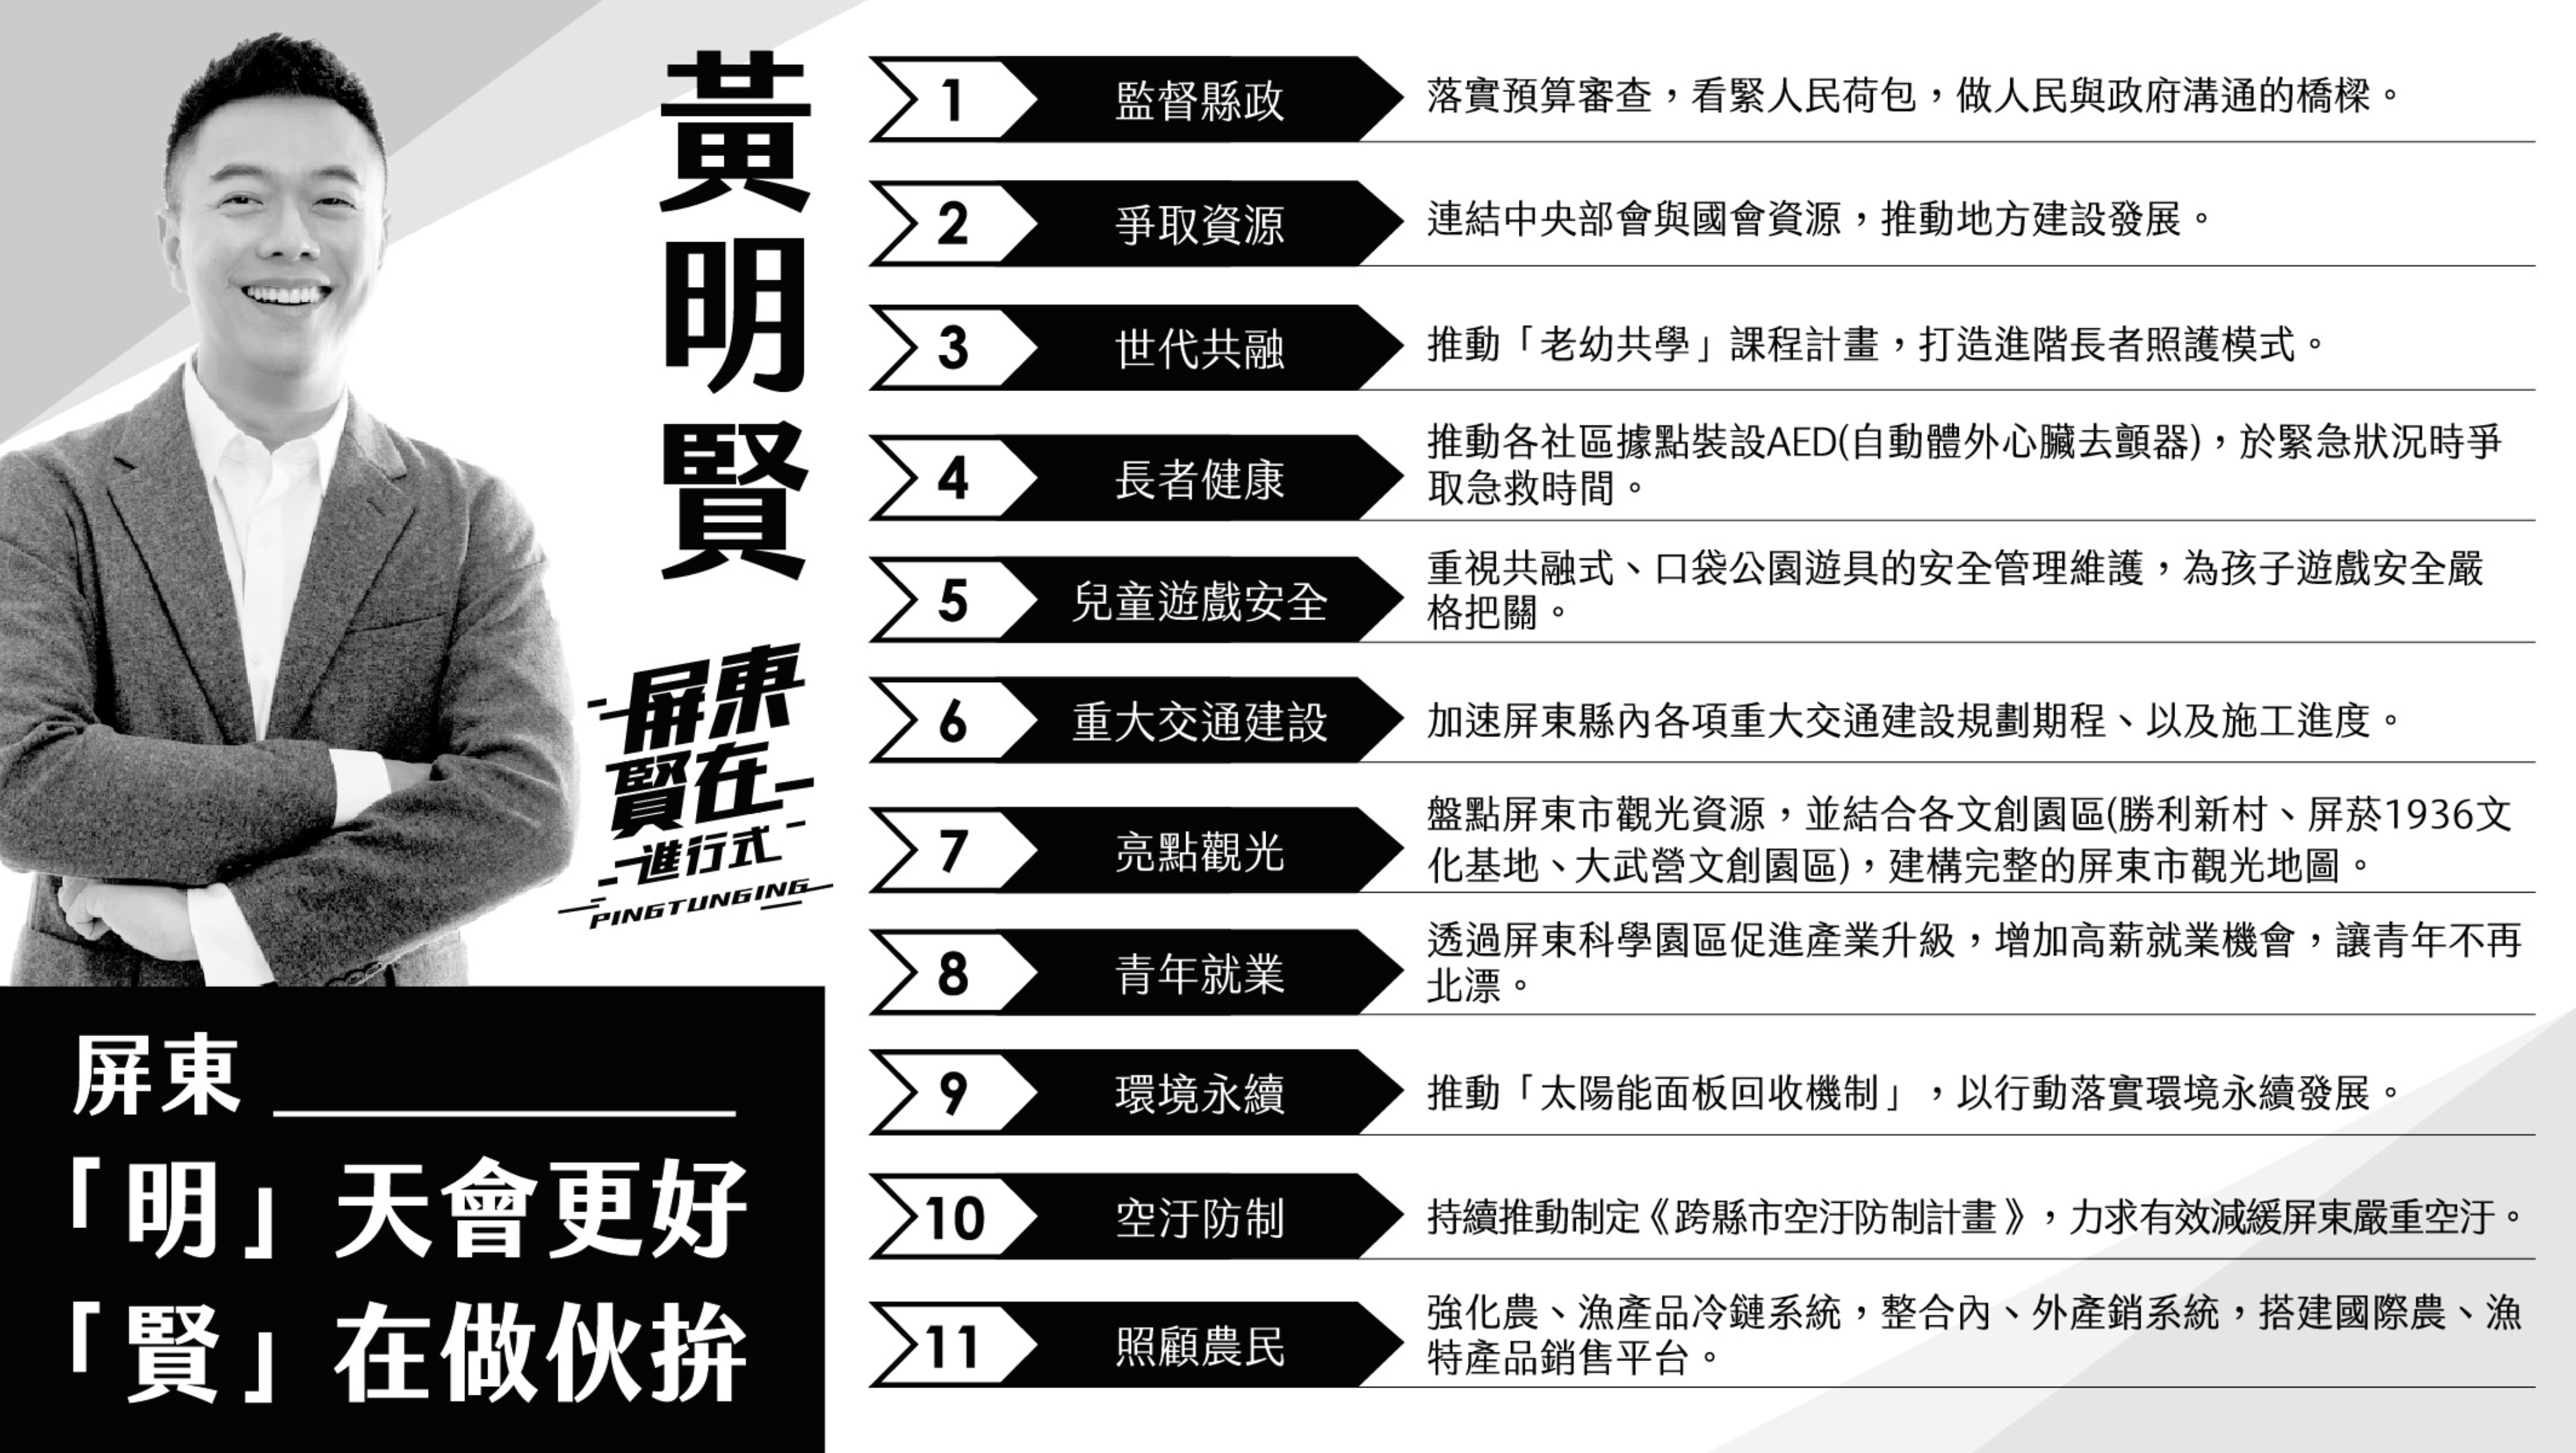 黃明賢
屏東
賢在
進行式
PINGTUNGING
屏東
「明」天會更好
「賢」在做伙拚
1 監督縣政 落實預算審查，看緊人民荷包，做人民與政府溝通的橋樑。
2 爭取資源 連結中央部會與國會資源，推動地方建設發展。
3 世代共融 推動「老幼共學」課程計畫，打造進階長者照護模式。
4 長者健康 推動各社區據點裝設AED(自動體外心臟去顫器)，於緊急狀況時爭
取急救時間。
5 兒童遊戲安全 重視共融式、口袋公園遊具的安全管理維護，為孩子遊戲安全嚴
格把關。
6 重大交通建設 加速屏東縣內各項重大交通建設規劃期程、以及施工進度。
7 亮點觀光 盤點屏東市觀光資源，並結合各文創園區(勝利新村、屏菸1936文
化基地、大武營文創園區)，建構完整的屏東市觀光地圖。
8 青年就業 透過屏東科學園區促進產業升級，增加高薪就業機會，讓青年不再
北漂。
9 環境永續 推動「太陽能面板回收機制」，以行動落實環境永續發展。
10 空汙防制 持續推動制定《跨縣市空汙防制計畫》，力求有效減緩屏東嚴重空汙。
11 照顧農民 強化農、漁產品冷鏈系統，整合內、外產銷系統，搭建國際農、漁
特產品銷售平台。